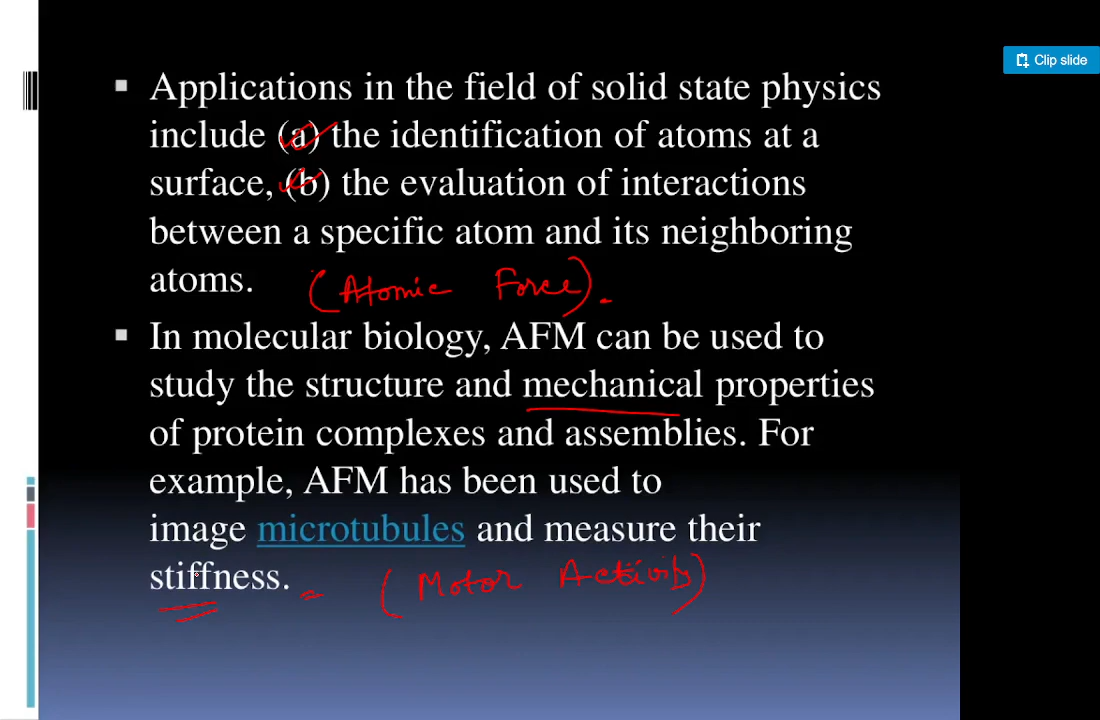 Clip slide
Applications in the field of solid state physics
include (a) the identification of atoms at a
surface, (b) the evaluation of interactions
between a specific atom and its neighboring
atoms. (Atomic Force).
In molecular biology, AFM can be used to
study the structure and mechanical properties
of protein complexes and assemblies. For
example, AFM has been used to
image microtubules and measure their
stiffness. (Motor Activity)